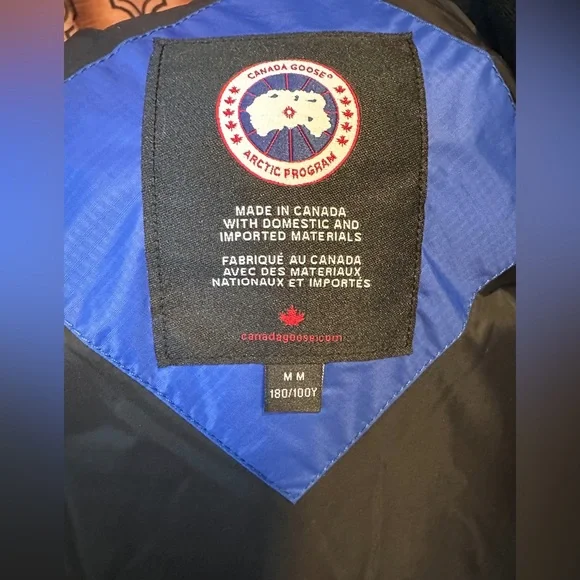 CANADA GOOSE®
ARCTIC PROGRAM
MADE IN CANADA
WITH DOMESTIC AND
IMPORTED MATERIALS
FABRIQUÉ AU CANADA
AVEC DES MATERIAUX
NATIONAUX ET IMPORTÉS
canadagoose.com
M M
180/100Y